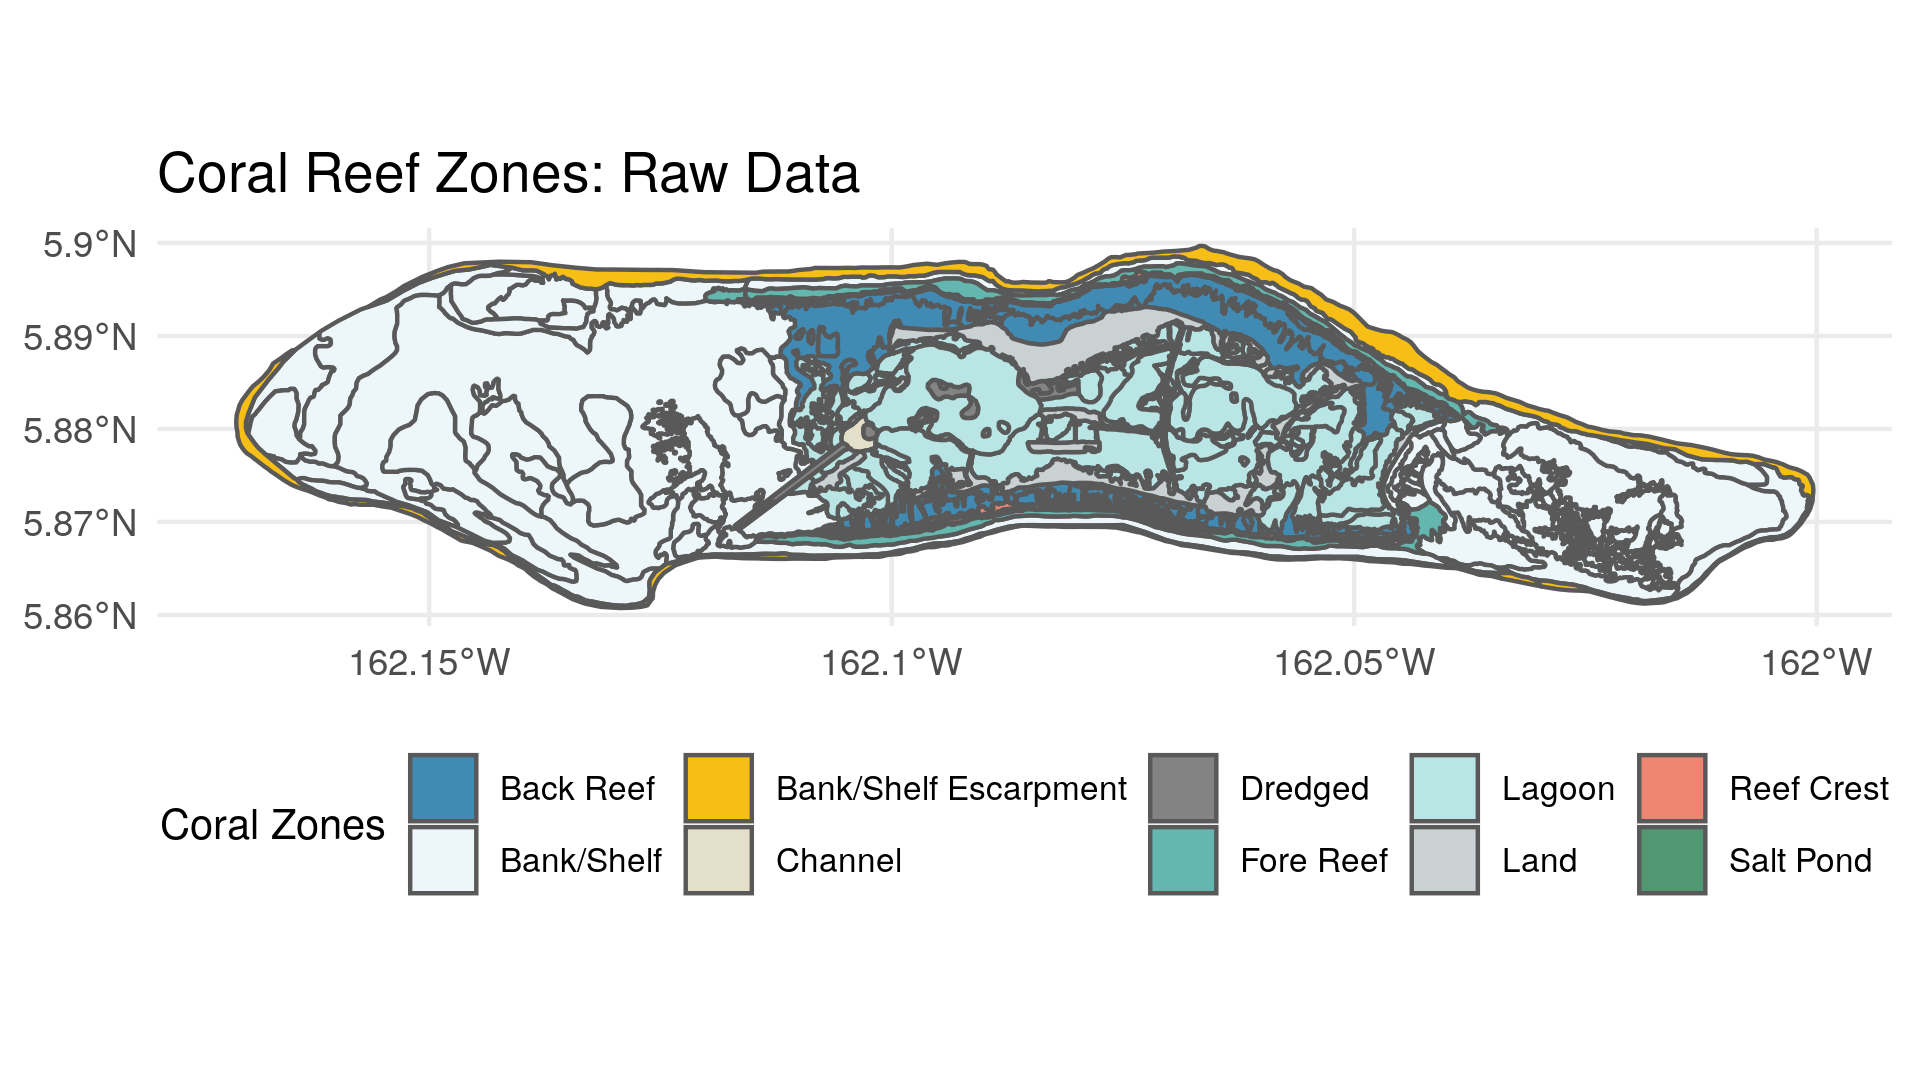 Coral Reef Zones: Raw Data
5.9°N
5.89°N
5.88°N
5.87°N
5.86°N
162.15°W 162.1°W 162.05°W 162°W
Coral Zones
Back Reef Bank/Shelf Escarpment Dredged Lagoon Reef Crest
Bank/Shelf Channel Fore Reef Land Salt Pond